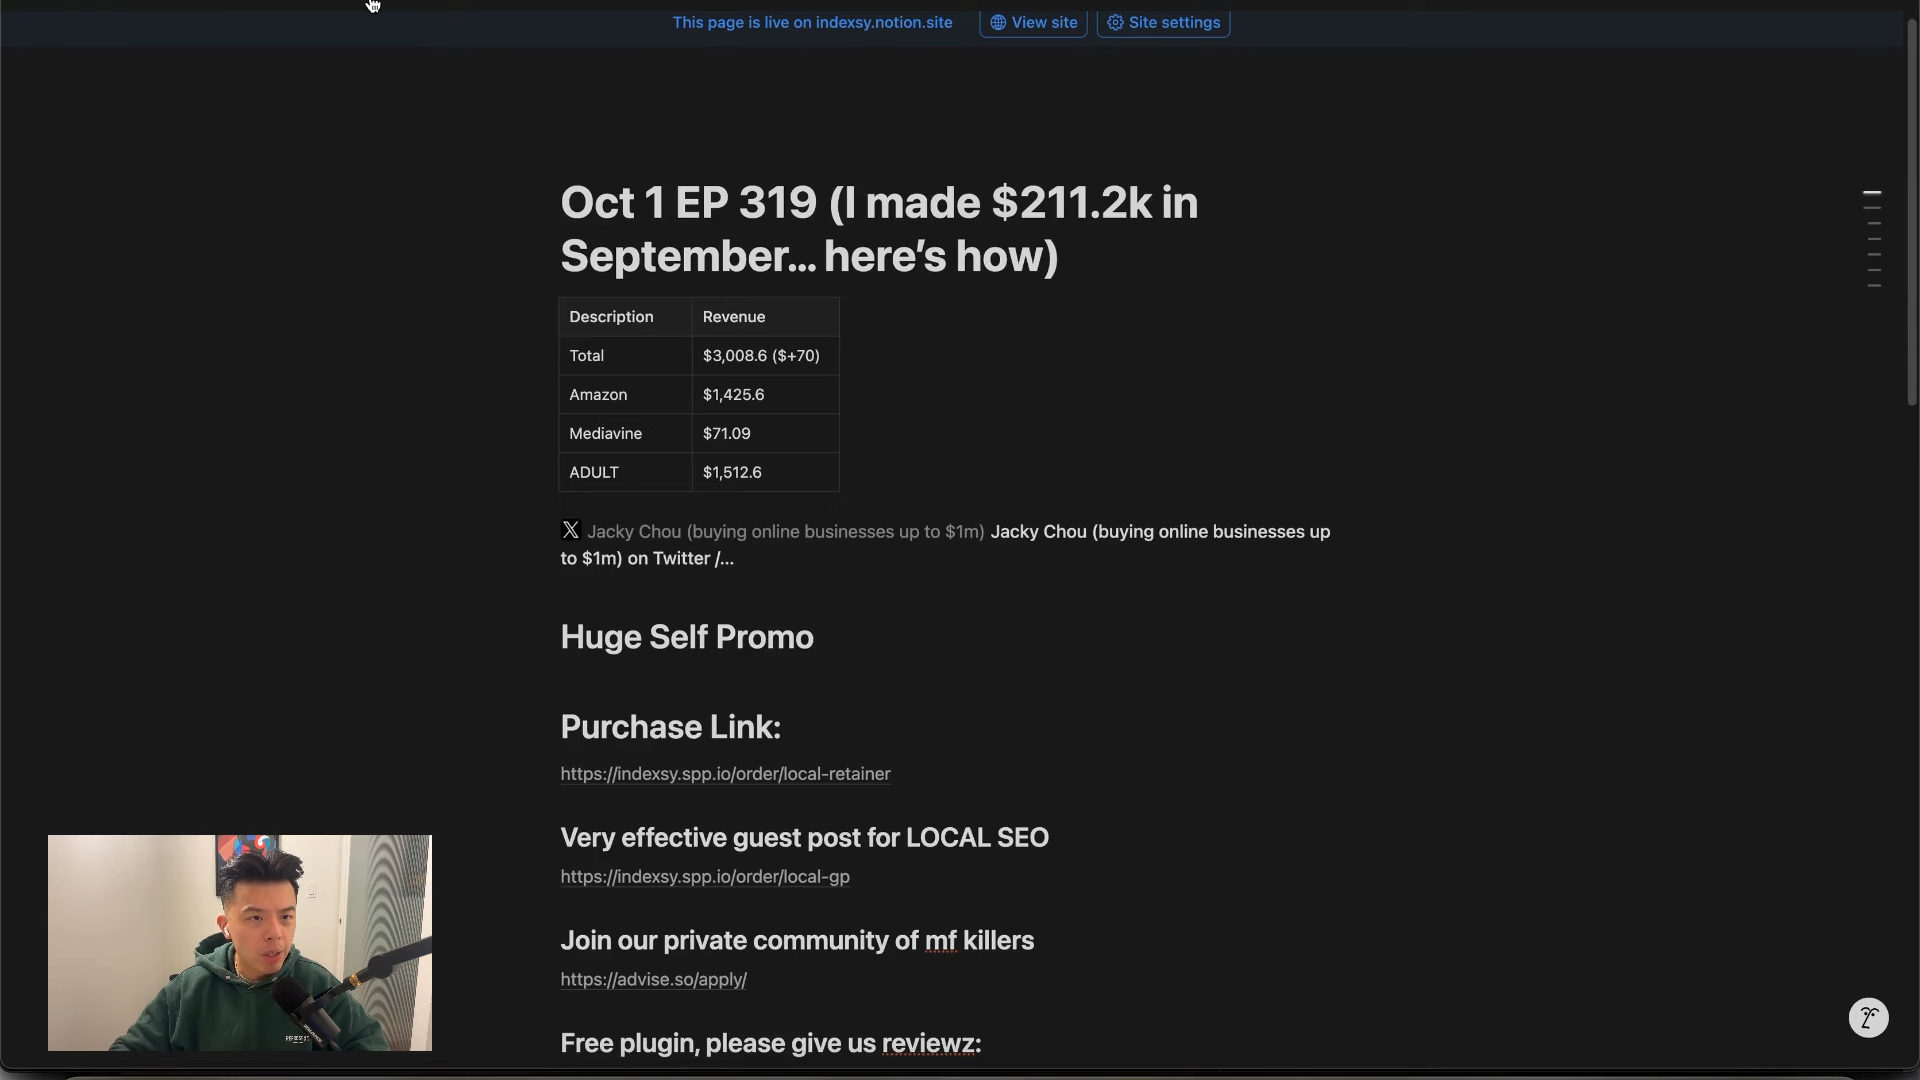 This page is live on indexsy.notion.site View site Site settings
Oct 1 EP 319 (I made $211.2k in
September... here's how)
Description Revenue
Total $3,008.6 ($+70)
Amazon $1,425.6
Mediavine $71.09
ADULT $1,512.6
X Jacky Chou (buying online businesses up to $1m) Jacky Chou (buying online businesses up
to $1m) on Twitter /...
Huge Self Promo
Purchase Link:
https://indexsy.spp.io/order/local-retainer
Very effective guest post for LOCAL SEO
https://indexsy.spp.io/order/local-gp
Join our private community of mf killers
https://advise.so/apply/
Free plugin, please give us reviewz: